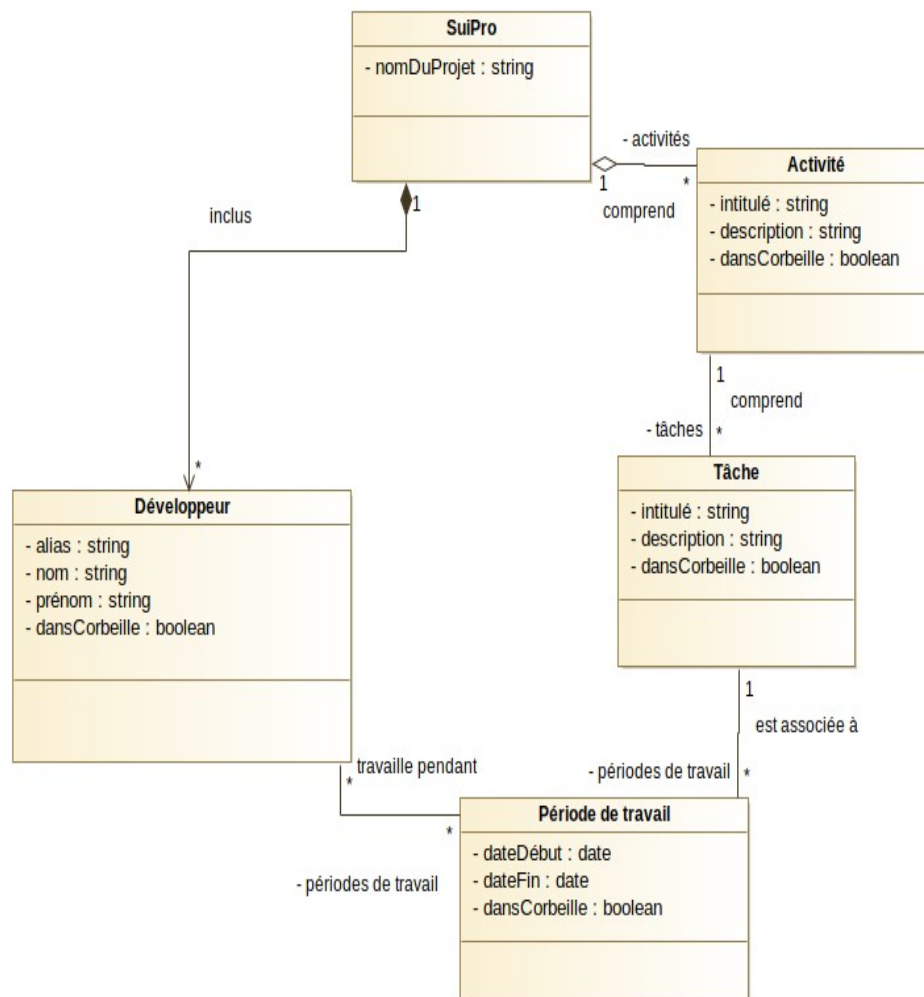 SuiPro
- nomDuProjet : string
- activités
1
*
comprend
Activité
- intitulé : string
- description : string
- dansCorbeille : boolean
1
inclus
*
1
comprend
- tâches *
Tâche
- intitulé : string
- description : string
- dansCorbeille : boolean
Développeur
- alias : string
- nom : string
- prénom : string
- dansCorbeille : boolean
1
est associée à
- périodes de travail *
travaille pendant
*
*
- périodes de travail
Période de travail
- dateDébut : date
- dateFin : date
- dansCorbeille : boolean